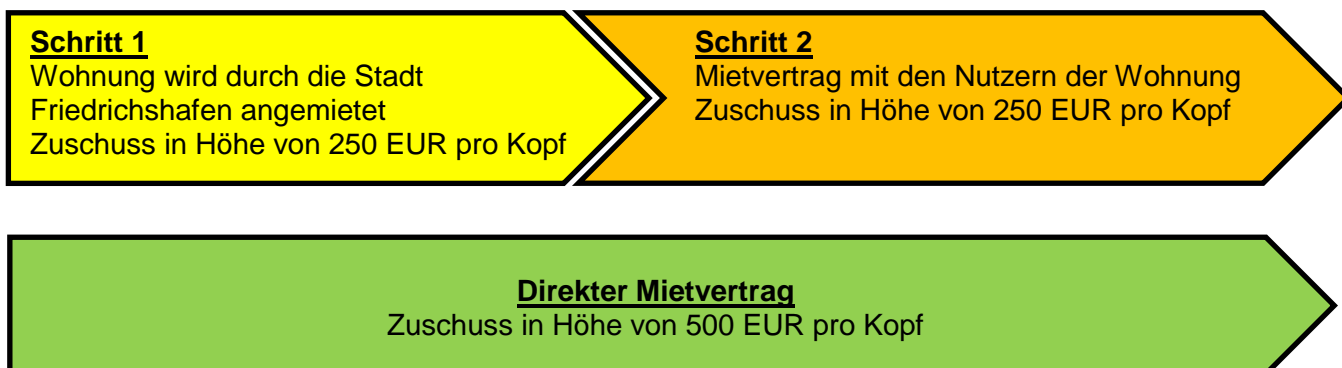 Schritt 1
Wohnung wird durch die Stadt
Friedrichshafen angemietet
Zuschuss in Höhe von 250 EUR pro Kopf
Schritt 2
Mietvertrag mit den Nutzern der Wohnung
Zuschuss in Höhe von 250 EUR pro Kopf
Direkter Mietvertrag
Zuschuss in Höhe von 500 EUR pro Kopf